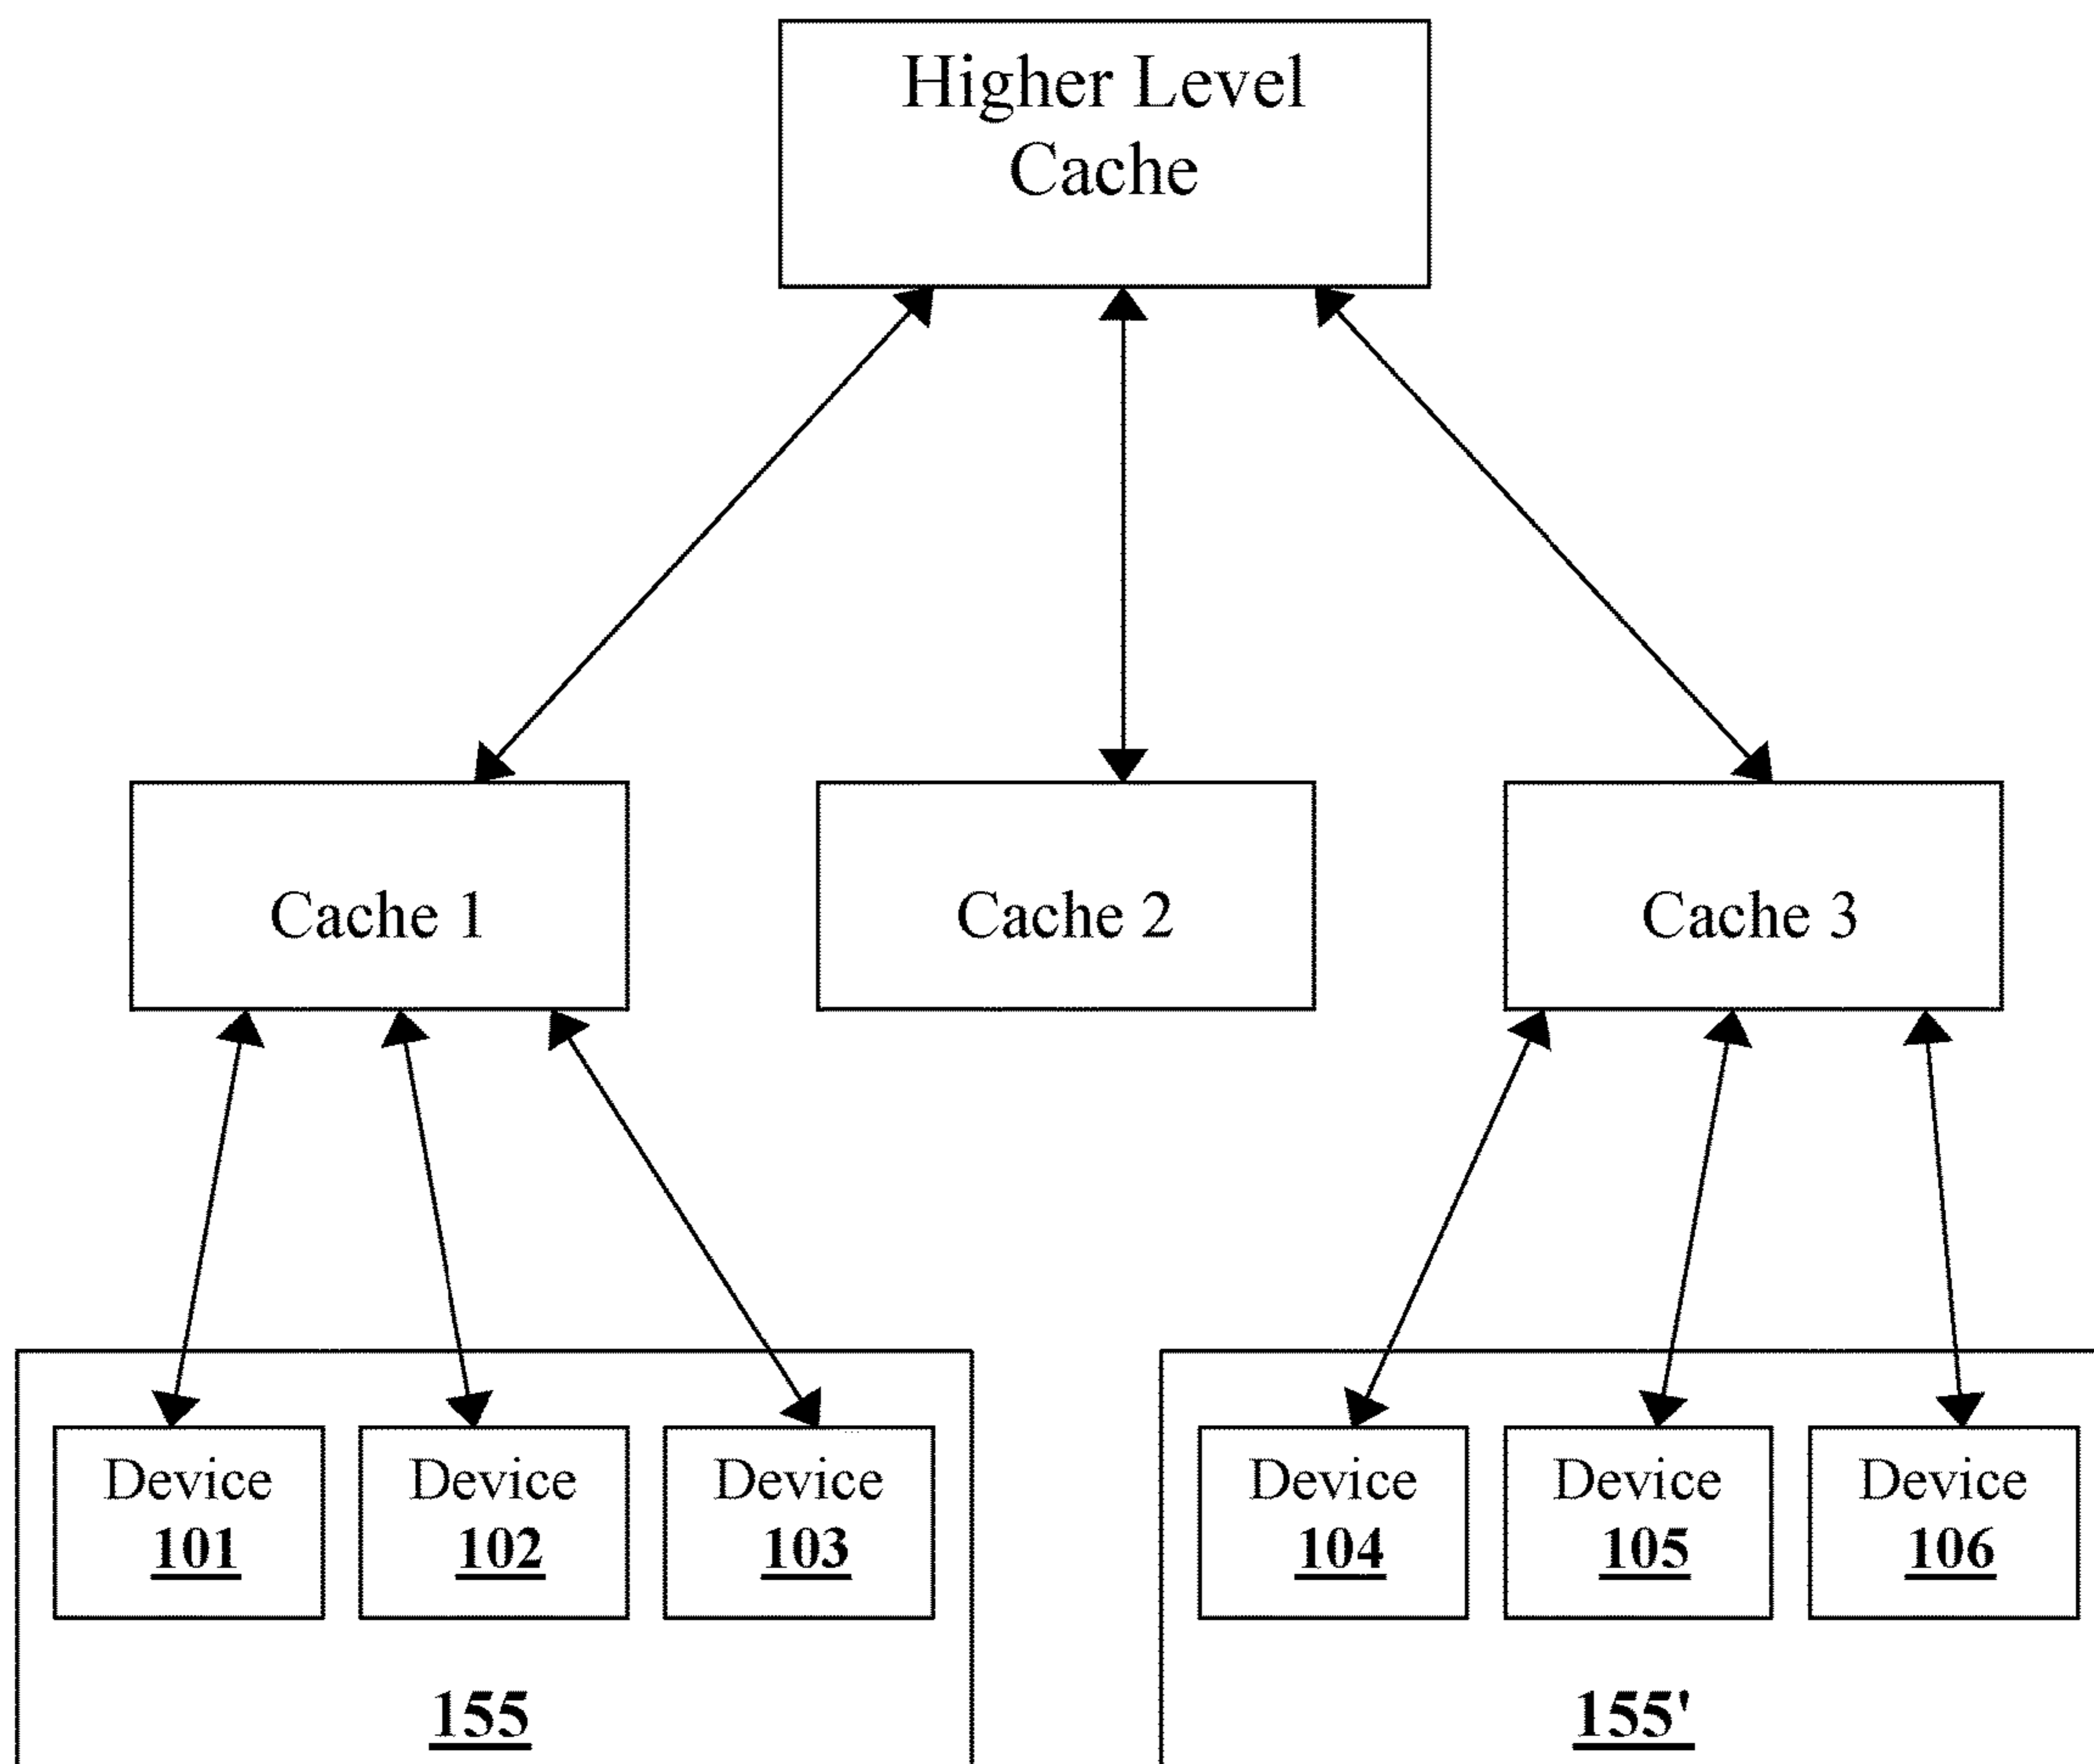 Higher Level
Cache
Cache 1
Cache 2
Cache 3
Device
101
Device
102
Device
103
Device
104
Device
105
Device
106
155
155'